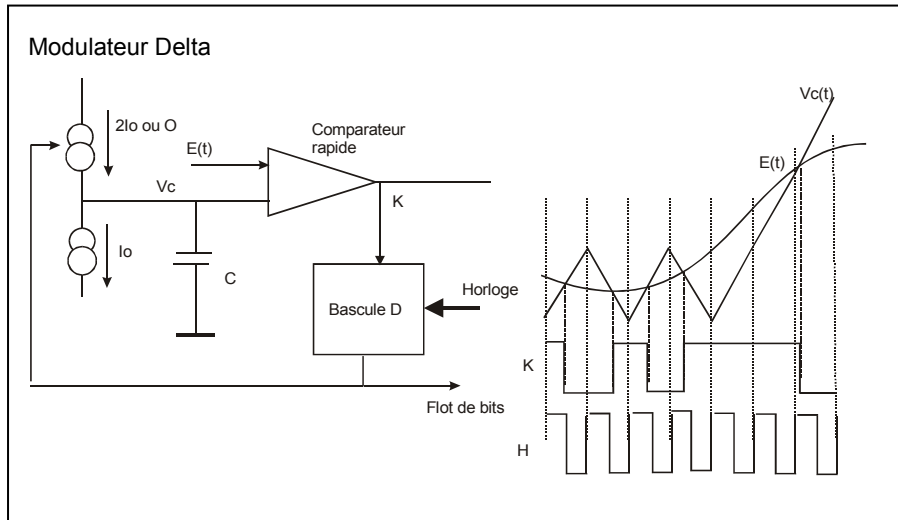 Modulateur Delta
2Io ou O
E(t)
Comparateur
rapide
Vc
K
Io
C
Bascule D
Horloge
Flot de bits
Vc(t)
E(t)
K
H